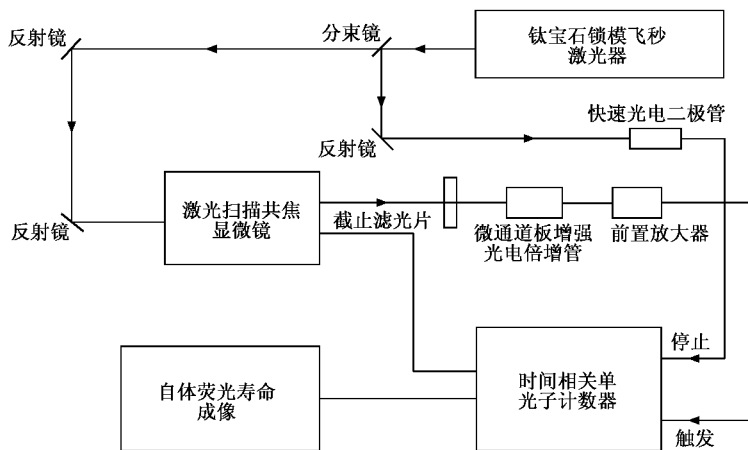 反射镜
分束镜
钛宝石锁模飞秒
激光器
快速光电二极管
反射镜
反射镜
激光扫描共焦
显微镜
截止滤光片
微通道板增强
光电倍增管
前置放大器
停止
自体荧光寿命
成像
时间相关单
光子计数器
触发